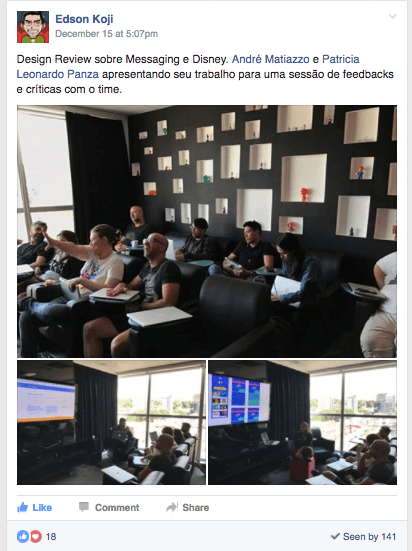 Edson Koji
December 15 at 5:07pm
Design Review sobre Messaging e Disney. André Matiazzo e Patricia
Leonardo Panza apresentando seu trabalho para uma sessão de feedbacks
e críticas com o time.
Like Comment Share
18 Seen by 141